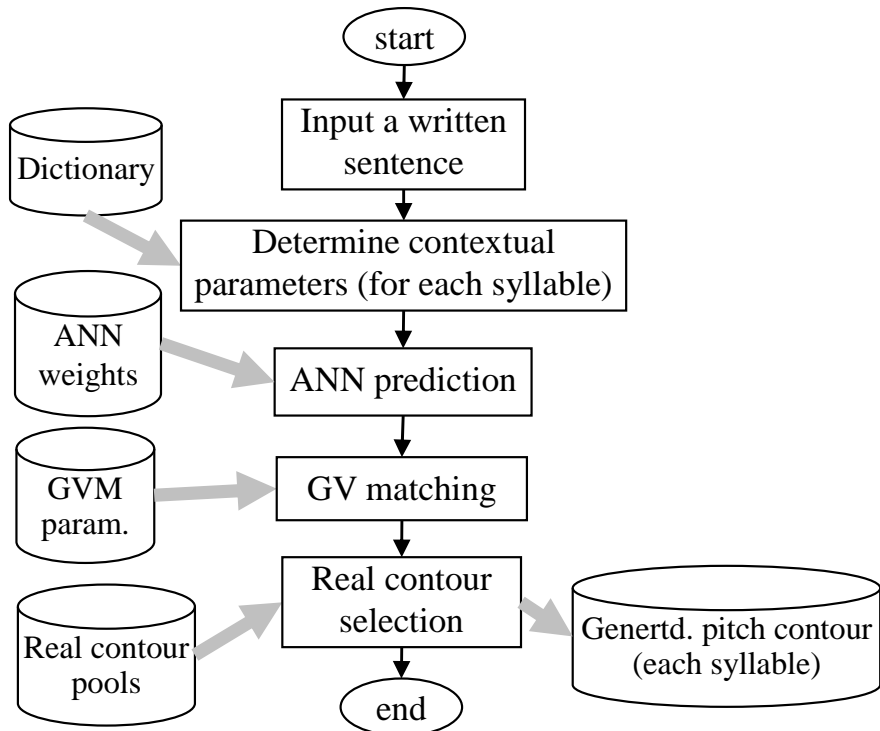 start
Input a written
sentence
Dictionary
Determine contextual
parameters (for each syllable)
ANN
weights
ANN prediction
GVM
param.
GV matching
Real contour
pools
Real contour
selection
Genertd. pitch contour
(each syllable)
end